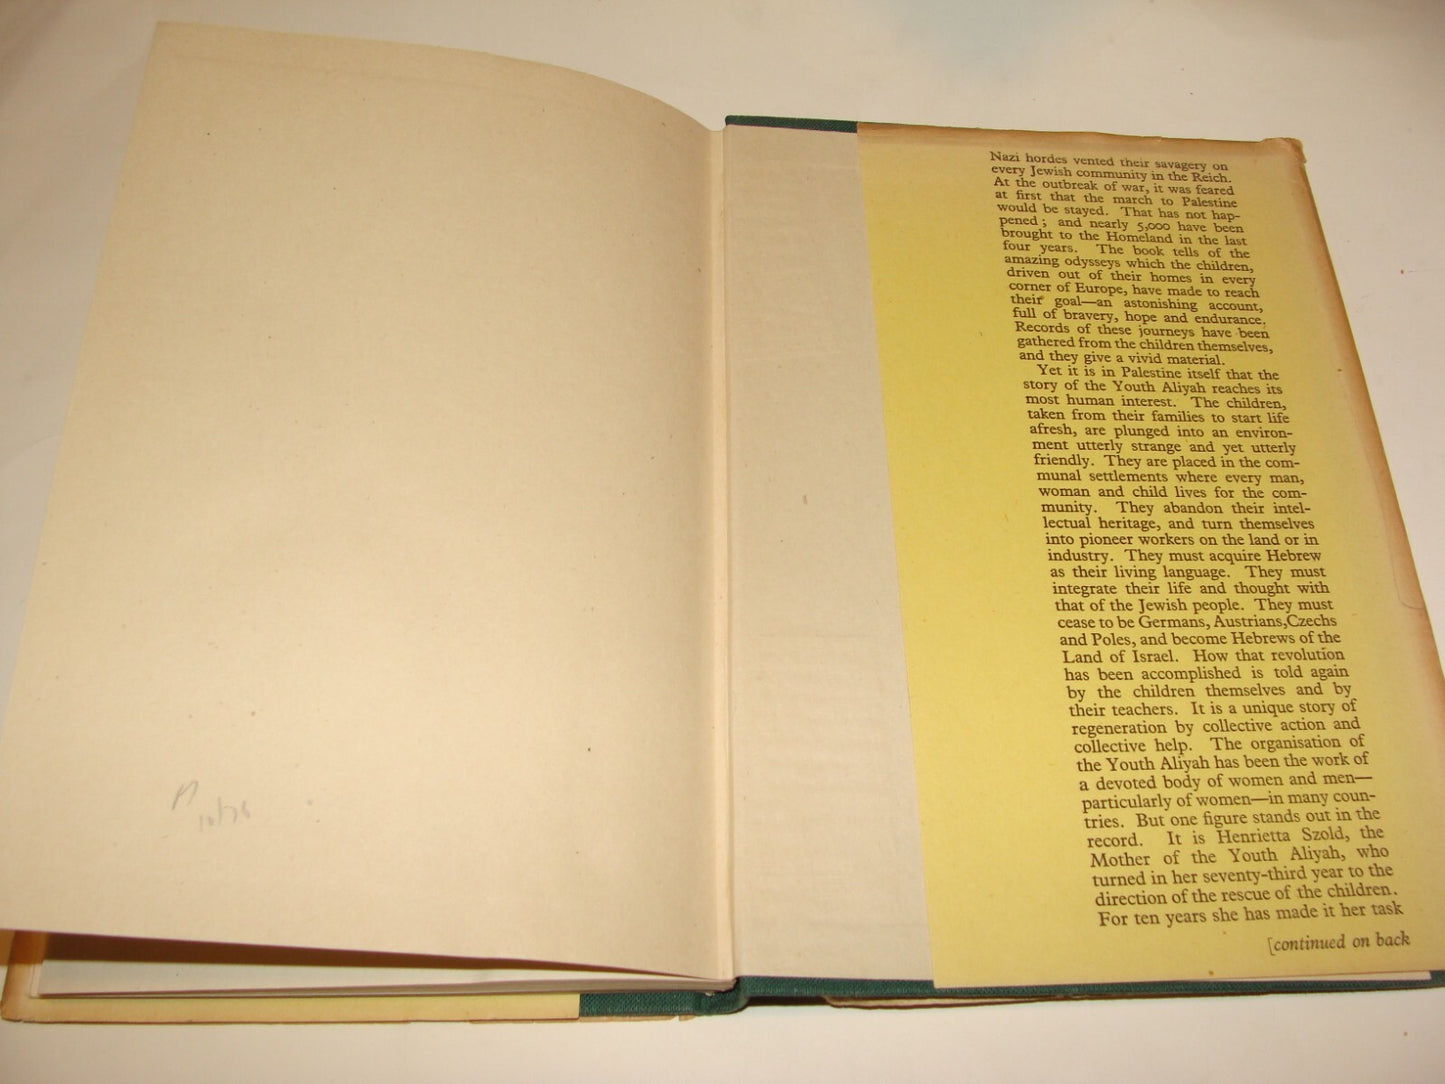 Nazi hordes vented their savagery on
every Jewish community in the Reich.
At the outbreak of war, it was feared
at first that the march to Palestine
would be stayed. That has not hap-
pened; and nearly 5,000 have been
brought to the Homeland in the last
four years. The book tells of the
amazing odysseys which the children,
driven out of their homes in every
corner of Europe, have made to reach
their goal—an astonishing account,
full of bravery, hope and endurance.
Records of these journeys have been
gathered from the children themselves,
and they give a vivid material.
Yet it is in Palestine itself that the
story of the Youth Aliyah reaches its
most human interest. The children,
taken from their families to start life
afresh, are plunged into an environ-
ment utterly strange and yet utterly
friendly. They are placed in the com-
munal settlements where every man,
woman and child lives for the com-
munity. They abandon their intel-
lectual heritage, and turn themselves
into pioneer workers on the land or in
industry. They must acquire Hebrew
as their living language. They must
integrate their life and thought with
that of the Jewish people. They must
cease to be Germans, Austrians,Czechs
and Poles, and become Hebrews of the
Land of Israel. How that revolution
has been accomplished is told again
by the children themselves and by
their teachers. It is a unique story of
regeneration by collective action and
collective help. The organisation of
the Youth Aliyah has been the work of
a devoted body of women and men—
particularly of women—in many coun-
tries. But one figure stands out in the
record. It is Henrietta Szold, the
Mother of the Youth Aliyah, who
turned in her seventy-third year to the
direction of the rescue of the children.
For ten years she has made it her task
[continued on back